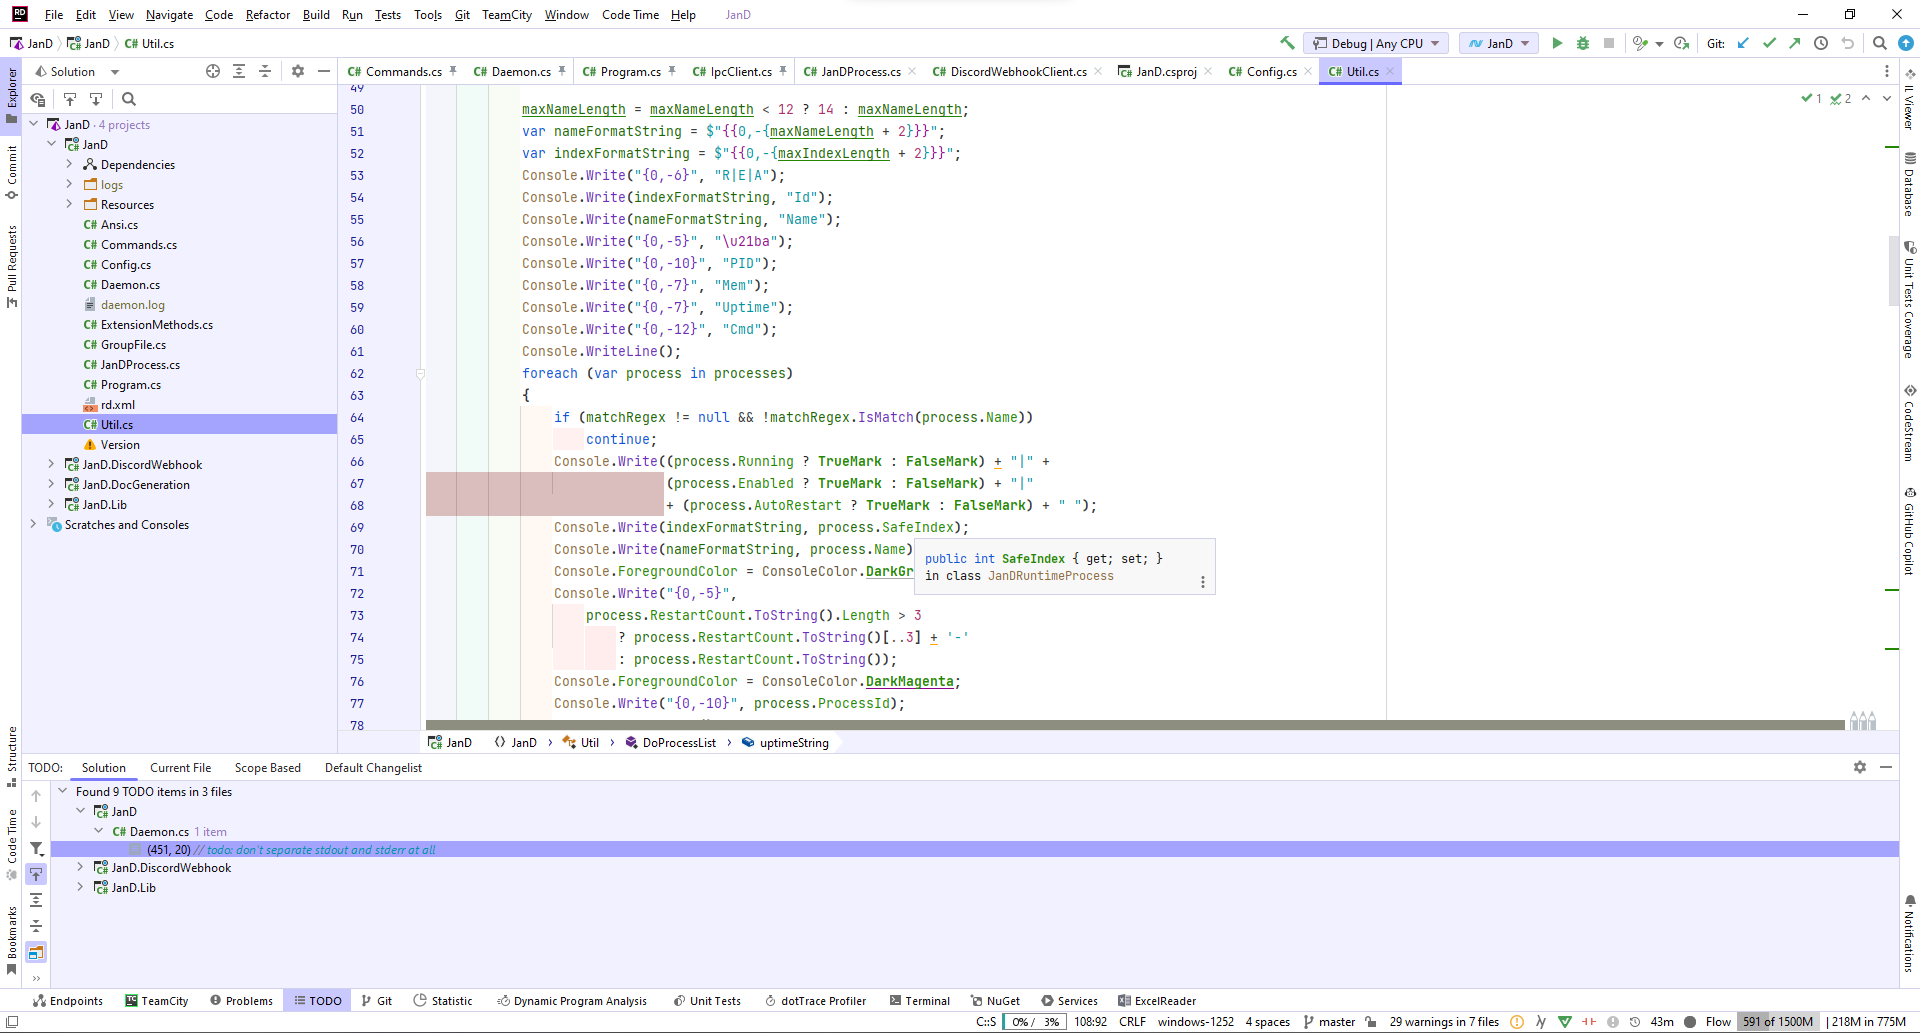 RD File Edit View Navigate Code Refactor Build Run Tests Tools Git TeamCity Window Code Time Help JanD
JanD JanD C# Util.cs Debug | Any CPU JanD Git:
Solution
C# Commands.cs C# Daemon.cs C# Program.cs C# IpcClient.cs C# JanDProcess.cs C# DiscordWebhookClient.cs JanD.csproj C# Config.cs C# Util.cs
Explorer
Commit
Pull Requests
Structure
Code Time
Bookmarks
JanD · 4 projects
JanD
Dependencies
logs
Resources
C# Ansi.cs
C# Commands.cs
C# Config.cs
C# Daemon.cs
daemon.log
C# ExtensionMethods.cs
C# GroupFile.cs
C# JanDProcess.cs
C# Program.cs
rd.xml
C# Util.cs
Version
JanD.DiscordWebhook
JanD.DocGeneration
JanD.Lib
Scratches and Consoles
49
50 maxNameLength = maxNameLength < 12 ? 14 : maxNameLength;
51 var nameFormatString = $"{{0,-{maxNameLength + 2}}}";
52 var indexFormatString = $"{{0,-{maxIndexLength + 2}}}";
53 Console.Write("{0,-6}", "R|E|A");
54 Console.Write(indexFormatString, "Id");
55 Console.Write(nameFormatString, "Name");
56 Console.Write("{0,-5}", "\u21ba");
57 Console.Write("{0,-10}", "PID");
58 Console.Write("{0,-7}", "Mem");
59 Console.Write("{0,-7}", "Uptime");
60 Console.Write("{0,-12}", "Cmd");
61 Console.WriteLine();
62 foreach (var process in processes)
63 {
64 if (matchRegex != null && !matchRegex.IsMatch(process.Name))
65 continue;
66 Console.Write((process.Running ? TrueMark : FalseMark) + "|" +
67 (process.Enabled ? TrueMark : FalseMark) + "|"
68 + (process.AutoRestart ? TrueMark : FalseMark) + " ");
69 Console.Write(indexFormatString, process.SafeIndex);
70 Console.Write(nameFormatString, process.Name)
71 Console.ForegroundColor = ConsoleColor.DarkGr
72 Console.Write("{0,-5}",
73 process.RestartCount.ToString().Length > 3
74 ? process.RestartCount.ToString()[..3] + '-'
75 : process.RestartCount.ToString());
76 Console.ForegroundColor = ConsoleColor.DarkMagenta;
77 Console.Write("{0,-10}", process.ProcessId);
78
public int SafeIndex { get; set; }
in class JanDRuntimeProcess
1 2
IL Viewer
Database
Unit Tests Coverage
CodeStream
GitHub Copilot
Notifications
JanD JanD Util DoProcessList uptimeString
TODO: Solution Current File Scope Based Default Changelist
Found 9 TODO items in 3 files
JanD
C# Daemon.cs 1 item
(451, 20) // todo: don't separate stdout and stderr at all
JanD.DiscordWebhook
JanD.Lib
Endpoints TeamCity Problems TODO Git Statistic Dynamic Program Analysis Unit Tests dotTrace Profiler Terminal NuGet Services ExcelReader
C::S 0% / 3% 108:92 CRLF windows-1252 4 spaces master 29 warnings in 7 files 43m Flow 591 of 1500M | 218M in 775M